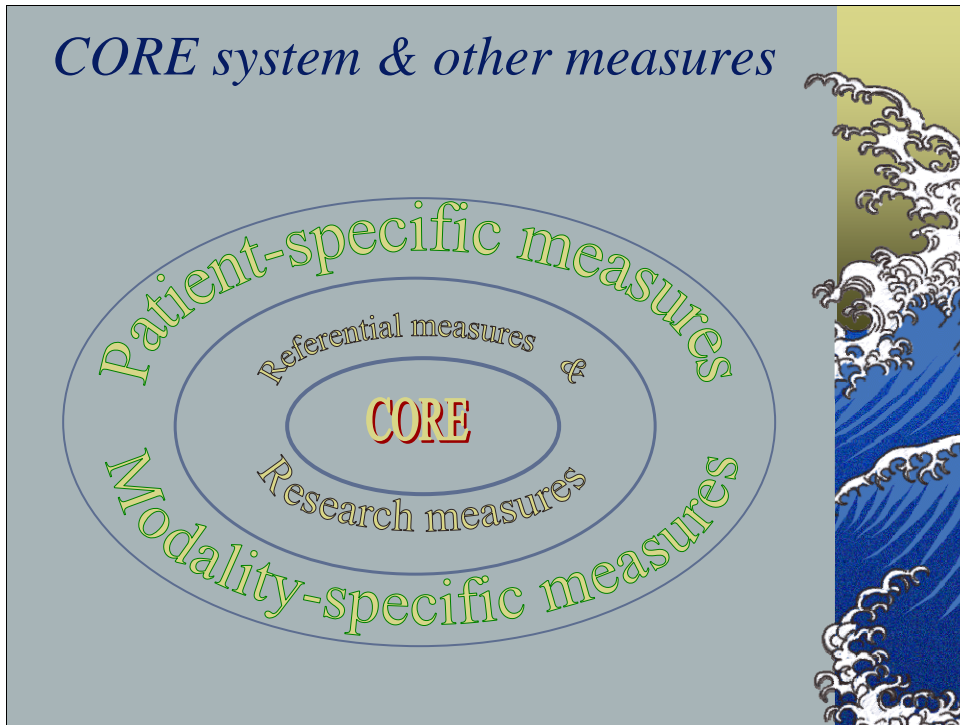 CORE system & other measures
Patient-specific measures
Referential measures &
CORE
Research measures
Modality-specific measures